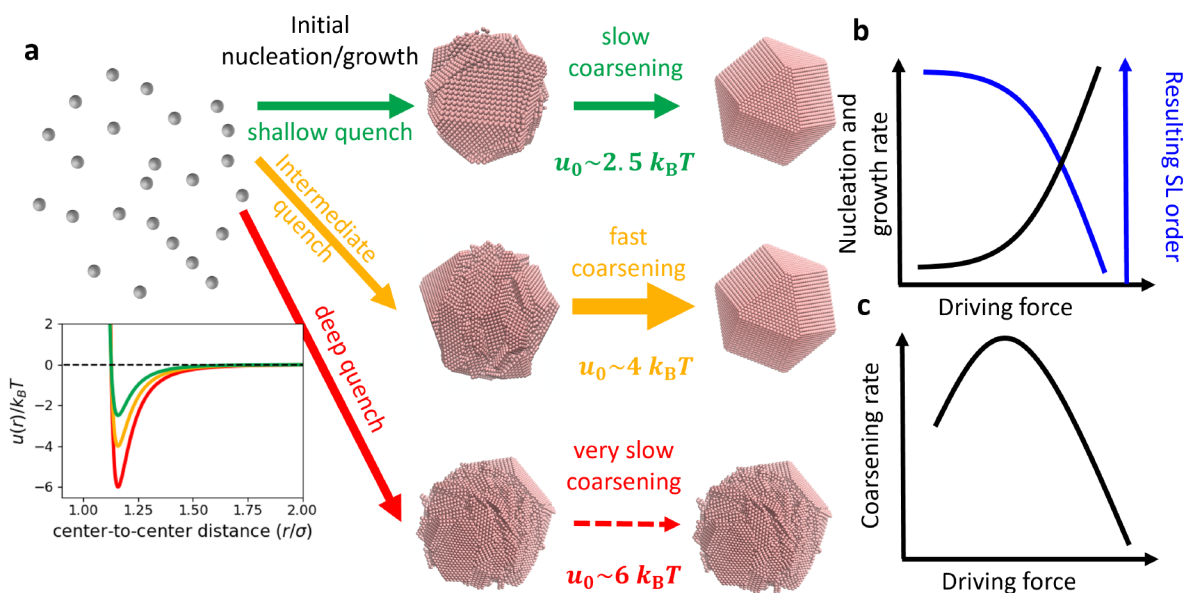 a
Initial
nucleation/growth
shallow quench
slow
coarsening
u₀~2.5 k_BT
Intermediate
quench
fast
coarsening
u₀~4 k_BT
deep quench
very slow
coarsening
u₀~6 k_BT
2
0
−2
−4
−6
u(r)/k_BT
1.00 1.25 1.50 1.75 2.00
center-to-center distance (r/σ)
b
Nucleation and
growth rate
Resulting SL order
Driving force
c
Coarsening rate
Driving force